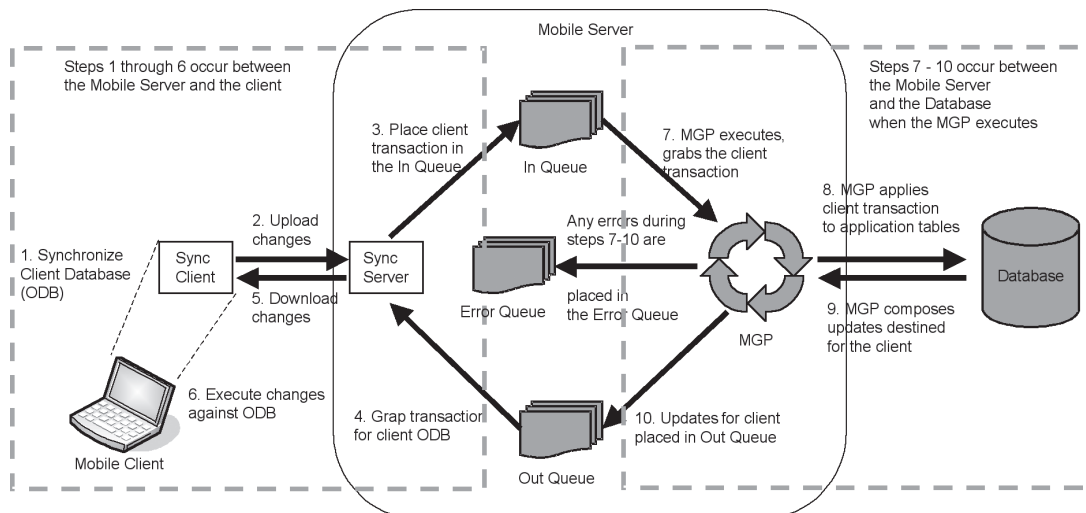 Mobile Server
Steps 1 through 6 occur between
the Mobile Server and the client
Steps 7 - 10 occur between
the Mobile Server
and the Database
when the MGP executes
3. Place client
transaction in
the In Queue
In Queue
7. MGP executes,
grabs the client
transaction
8. MGP applies
client transaction
to application tables
2. Upload
changes
Any errors during
steps 7-10 are
1. Synchronize
Client Database
(ODB)
Sync
Client
Sync
Server
Database
5. Download
changes
Error Queue
placed in
the Error Queue
MGP
9. MGP composes
updates destined
for the client
6. Execute changes
against ODB
4. Grap transaction
for client ODB
10. Updates for client
placed in Out Queue
Mobile Client
Out Queue